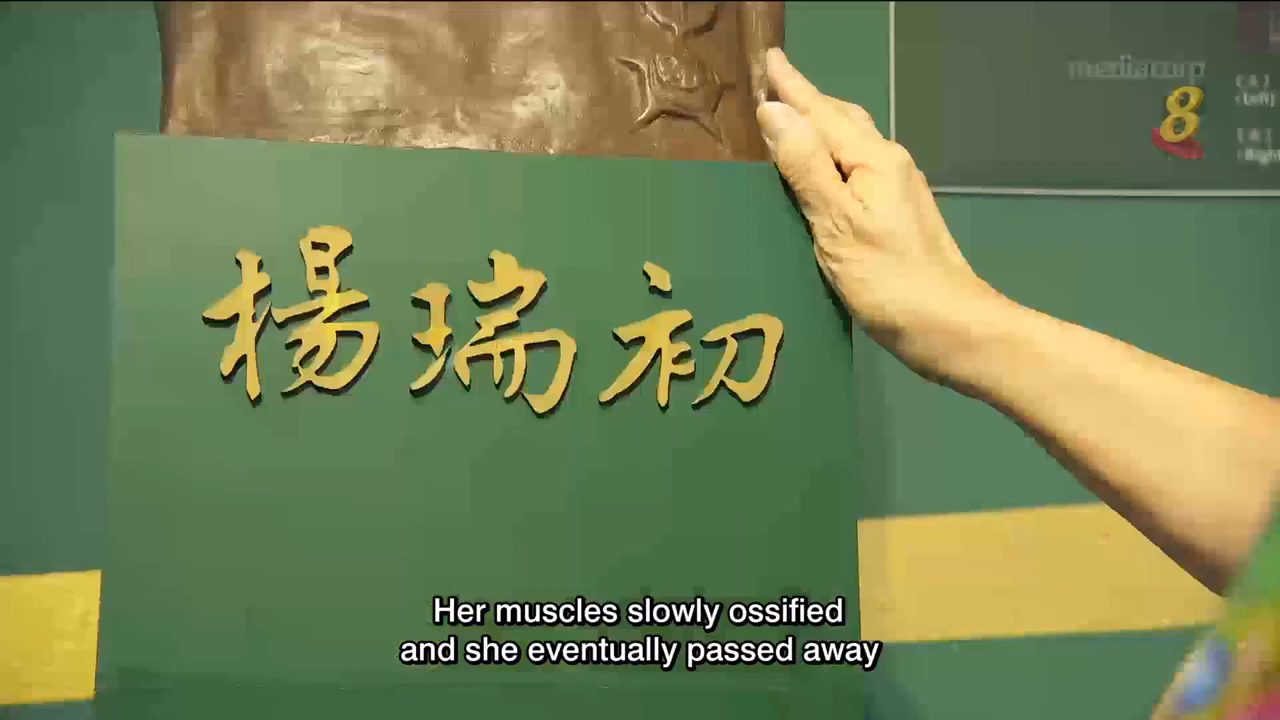 mediacorp
8
楊瑞初
Her muscles slowly ossified
and she eventually passed away